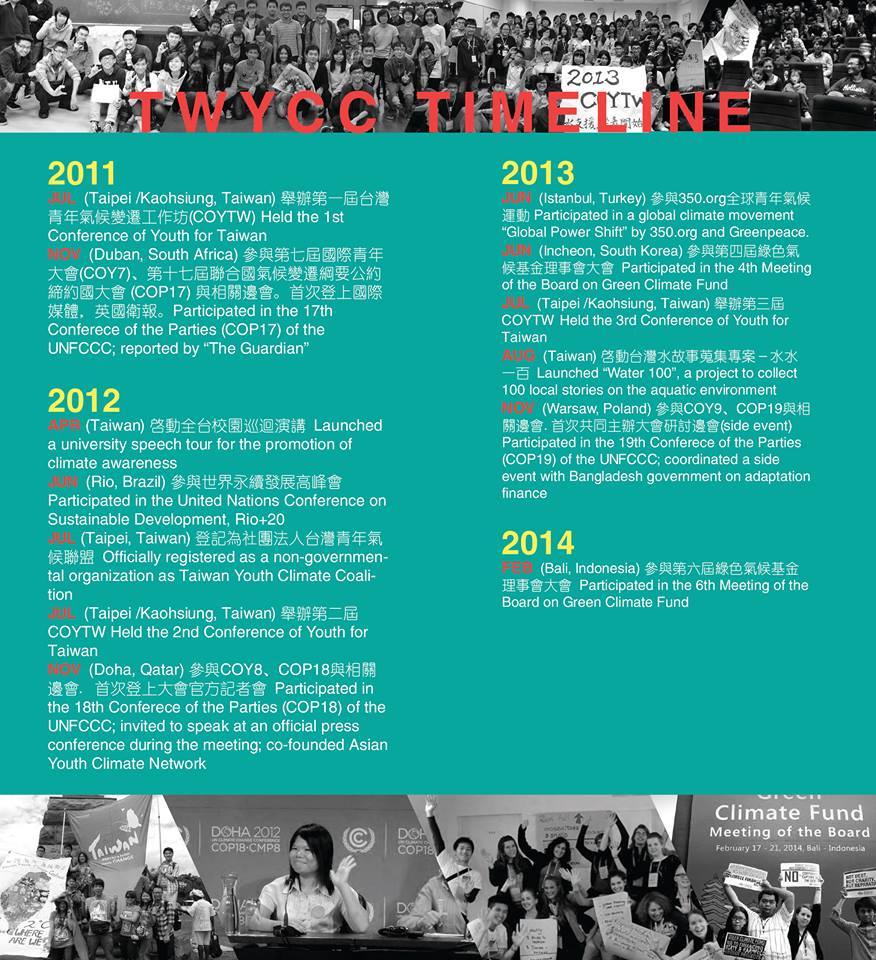 2013
COYTW
TWYCC TIMELINE
2011
JUL (Taipei /Kaohsiung, Taiwan) 舉辦第一屆台灣
青年氣候變遷工作坊(COYTW) Held the 1st
Conference of Youth for Taiwan
NOV (Duban, South Africa) 參與第七屆國際青年
大會(COY7)、第十七屆聯合國氣候變遷綱要公約
締約國大會 (COP17) 與相關邊會。首次登上國際
媒體，英國衛報。Participated in the 17th
Conferece of the Parties (COP17) of the
UNFCCC; reported by “The Guardian”
2012
APR (Taiwan) 啓動全台校園巡迴演講 Launched
a university speech tour for the promotion of
climate awareness
JUN (Rio, Brazil) 參與世界永續發展高峰會
Participated in the United Nations Conference on
Sustainable Development, Rio+20
JUL (Taipei, Taiwan) 登記為社團法人台灣青年氣
候聯盟 Officially registered as a non-governmen-
tal organization as Taiwan Youth Climate Coali-
tion
JUL (Taipei /Kaohsiung, Taiwan) 舉辦第二屆
COYTW Held the 2nd Conference of Youth for
Taiwan
NOV (Doha, Qatar) 參與COY8、COP18與相關
邊會．首次登上大會官方記者會 Participated in
the 18th Conferece of the Parties (COP18) of the
UNFCCC; invited to speak at an official press
conference during the meeting; co-founded Asian
Youth Climate Network
2013
JUN (Istanbul, Turkey) 參與350.org全球青年氣候
運動 Participated in a global climate movement
“Global Power Shift” by 350.org and Greenpeace.
JUN (Incheon, South Korea) 參與第四屆綠色氣
候基金理事會大會 Participated in the 4th Meeting
of the Board on Green Climate Fund
JUL (Taipei/Kaohsiung, Taiwan) 舉辦第三屆
COYTW Held the 3rd Conference of Youth for
Taiwan
AUG (Taiwan) 啓動台灣水故事蒐集專案－水水
一百 Launched “Water 100”, a project to collect
100 local stories on the aquatic environment
NOV (Warsaw, Poland) 參與COY9、COP19與相
關邊會. 首次共同主辦大會研討邊會(side event)
Participated in the 19th Conferece of the Parties
(COP19) of the UNFCCC; coordinated a side
event with Bangladesh government on adaptation
finance
2014
FEB (Bali, Indonesia) 參與第六屆綠色氣候基金
理事會大會 Participated in the 6th Meeting of the
Board on Green Climate Fund
TAIWAN
2°C
WHERE
ARE WE
DOHA 2012
UN CLIMATE CHANGE CONFERENCE
COP18·CMP8
Green
Climate Fund
Meeting of the Board
February 17 - 21, 2014, Bali - Indonesia
NO